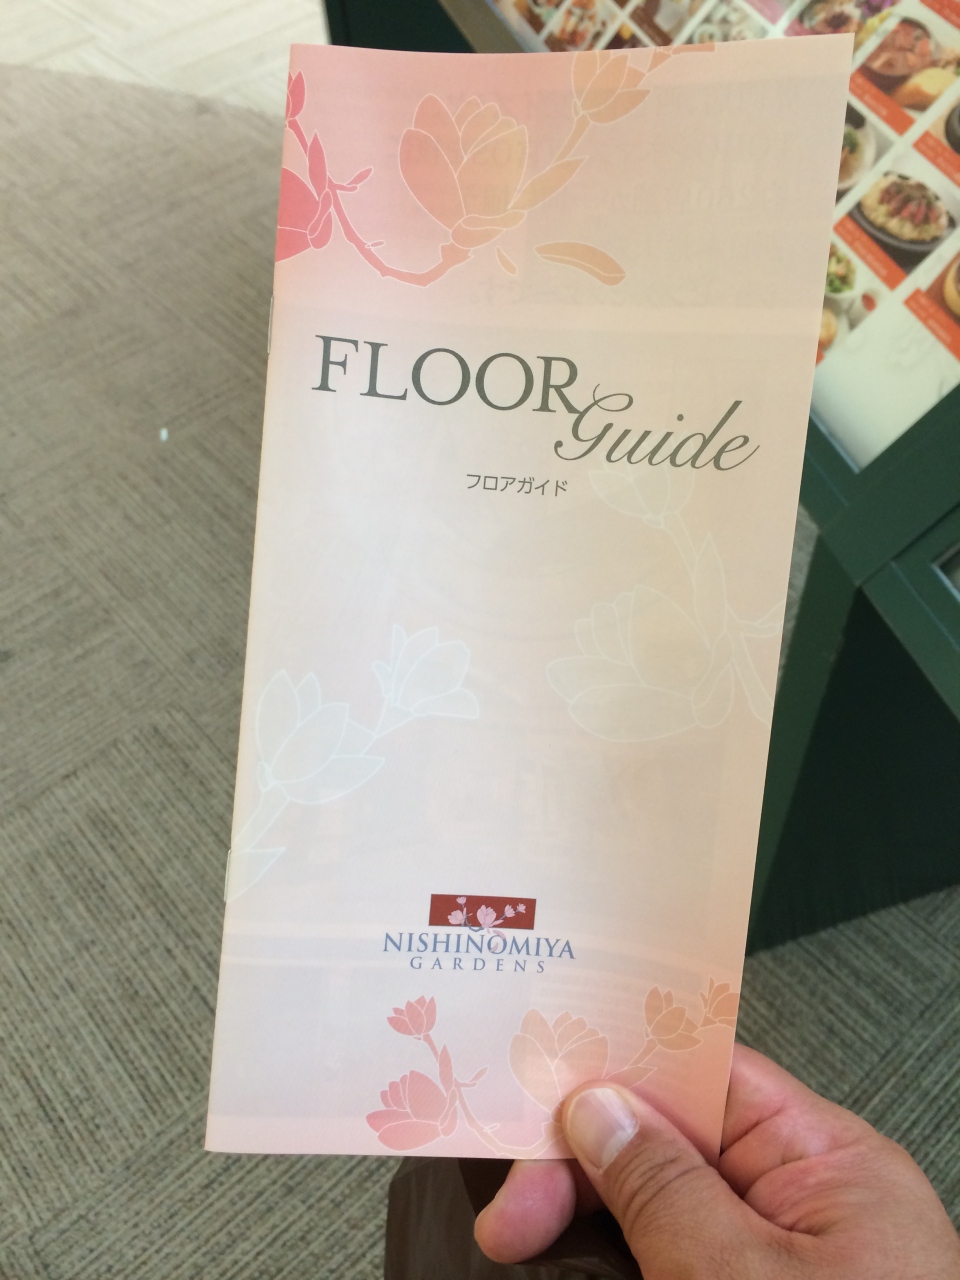 FLOOR
Guide
フロアガイド
NISHINOMIYA
GARDENS